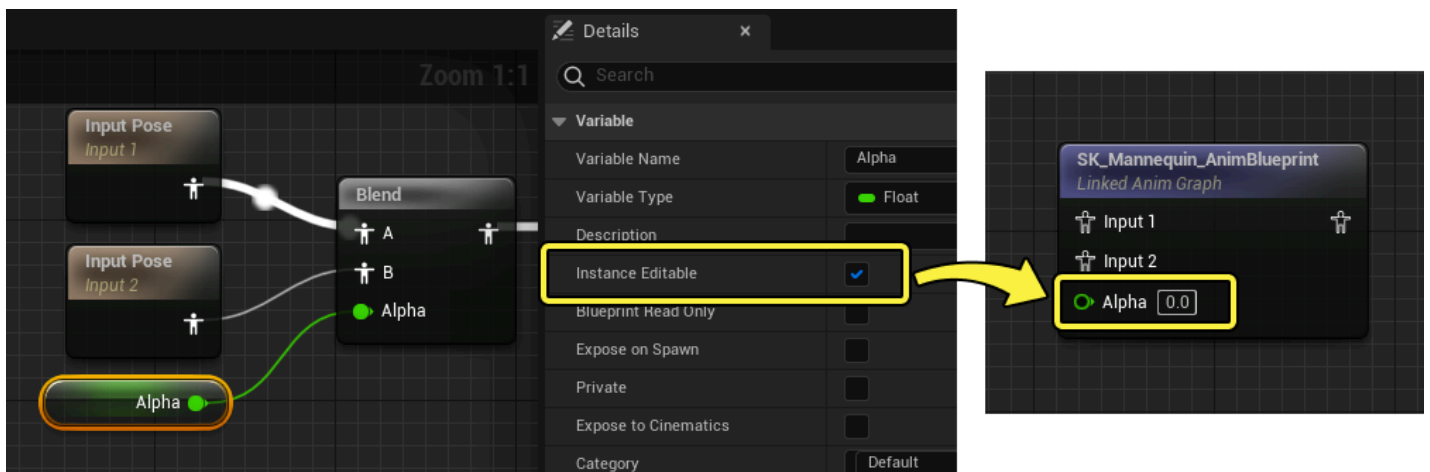 Zoom 1:1
Input Pose
Input 1
Blend
A
B
Alpha
Input Pose
Input 2
Alpha
Details
Search
Variable
Variable Name
Alpha
Variable Type
Float
Description
Instance Editable
Blueprint Read Only
Expose on Spawn
Private
Expose to Cinematics
Category
Default
SK_Mannequin_AnimBlueprint
Linked Anim Graph
Input 1
Input 2
Alpha 0.0